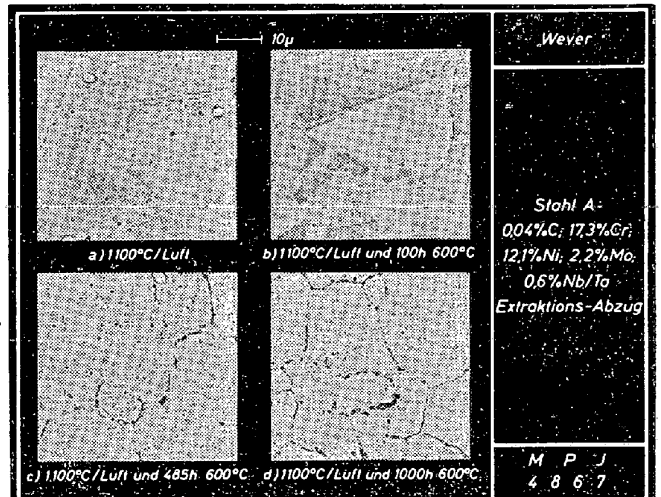 10µ
Wever
a) 1100°C/Luft
b) 1100°C/Luft und 100h 600°C
Stahl A-
0,04%C; 17,3%Cr;
12,1%Ni; 2,2%Mo;
0,6%Nb/Ta
Extraktions-Abzug
c) 1100°C/Luft und 485h 600°C
d) 1100°C/Luft und 1000h 600°C
M P J
4 8 6 7